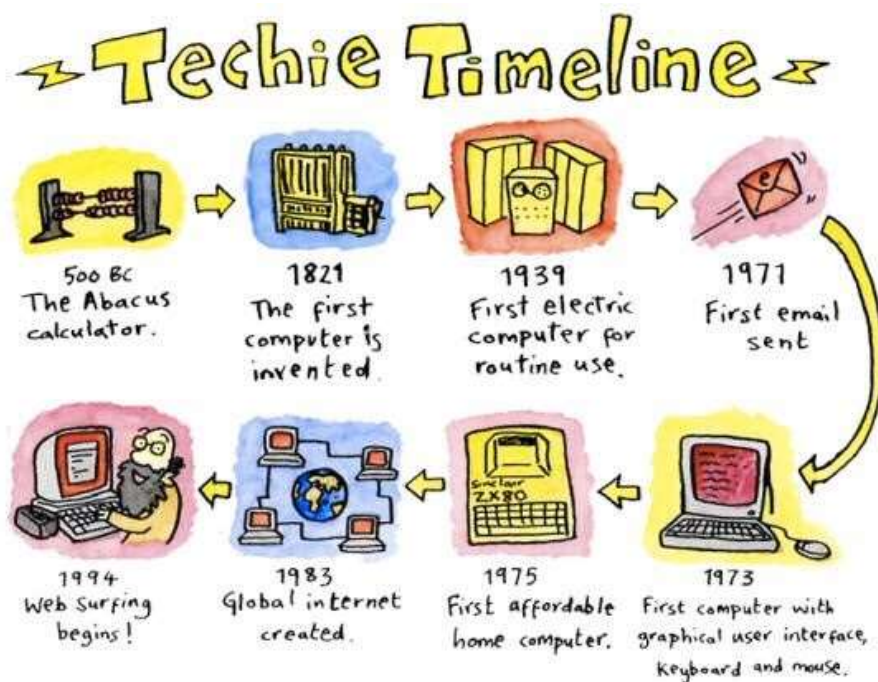 Techie Timeline
500 BC
The Abacus
calculator.
1821
The first
computer is
invented.
1939
First electric
computer for
routine use.
e
1971
First email
sent
1973
First computer with
graphical user interface,
Keyboard and mouse.
Sinclair
ZX80
1975
First affordable
home computer.
1983
Global internet
created.
1994
Web Surfing
begins!